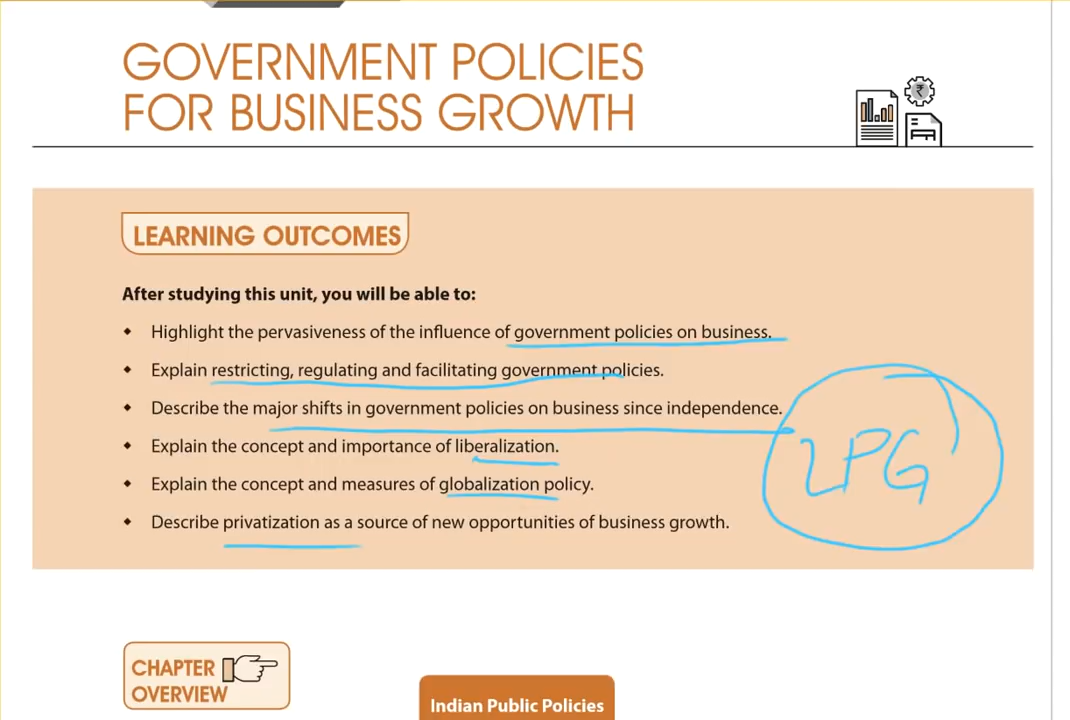 GOVERNMENT POLICIES
FOR BUSINESS GROWTH
₹
LEARNING OUTCOMES
After studying this unit, you will be able to:
Highlight the pervasiveness of the influence of government policies on business.
Explain restricting, regulating and facilitating government policies.
Describe the major shifts in government policies on business since independence.
Explain the concept and importance of liberalization.
Explain the concept and measures of globalization policy.
Describe privatization as a source of new opportunities of business growth.
LPG
CHAPTER
OVERVIEW
Indian Public Policies